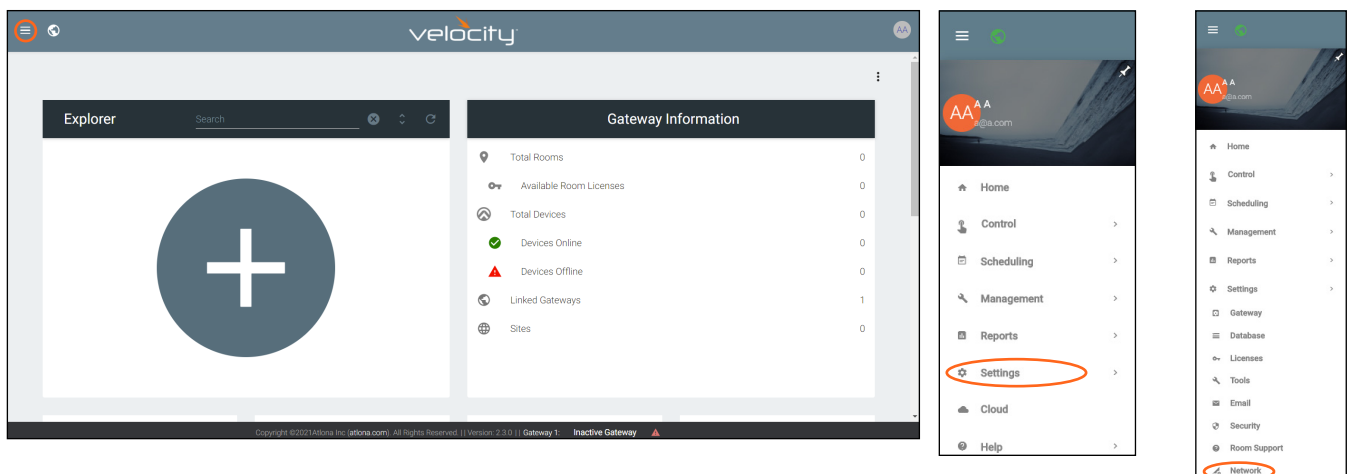 velocity
AA
Explorer
Search
Gateway Information
Total Rooms 0
Available Room Licenses 0
Total Devices 0
Devices Online 0
Devices Offline 0
Linked Gateways 1
Sites 0
Copyright ©2021Atlona Inc (atlona.com). All Rights Reserved. | | Version: 2.3.0 | | Gateway 1: Inactive Gateway
AA
A A
a@a.com
Home
Control
Scheduling
Management
Reports
Settings
Cloud
Help
AA
A A
a@a.com
Home
Control
Scheduling
Management
Reports
Settings
Gateway
Database
Licenses
Tools
Email
Security
Room Support
Network